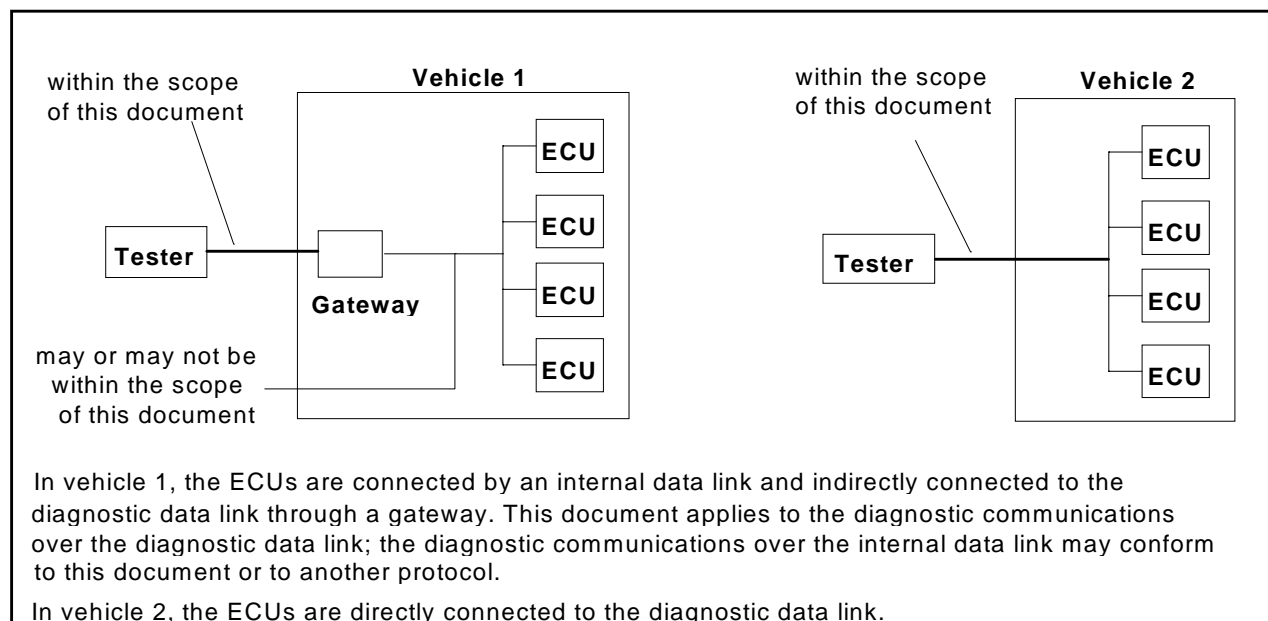 within the scope
of this document
Vehicle 1
ECU
ECU
ECU
ECU
Tester
Gateway
may or may not be
within the scope
of this document
within the scope
of this document
Vehicle 2
ECU
ECU
ECU
ECU
Tester
In vehicle 1, the ECUs are connected by an internal data link and indirectly connected to the
diagnostic data link through a gateway. This document applies to the diagnostic communications
over the diagnostic data link; the diagnostic communications over the internal data link may conform
to this document or to another protocol.
In vehicle 2, the ECUs are directly connected to the diagnostic data link.